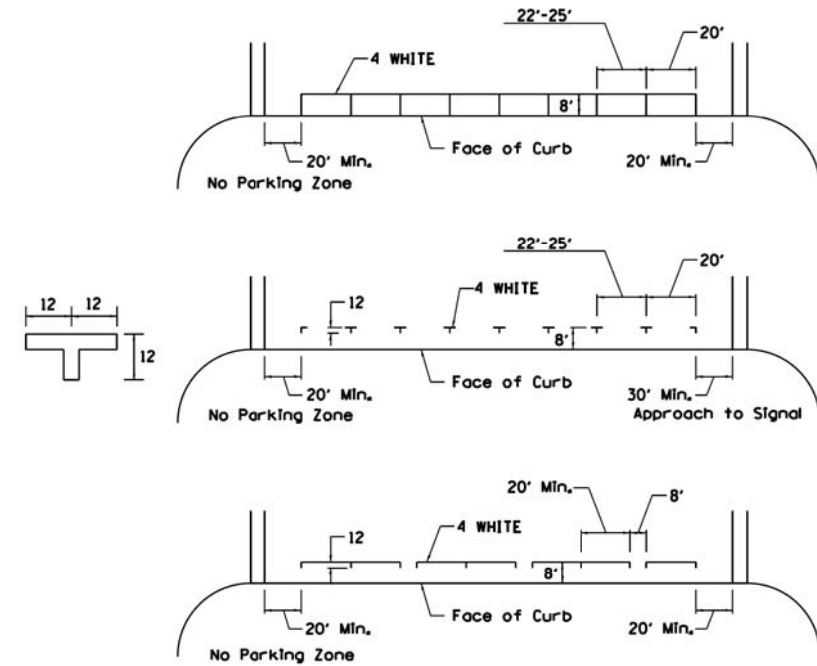 22'-25'
20'
4 WHITE
8'
Face of Curb
20' Min.
20' Min.
No Parking Zone
22'-25'
20'
12 12
12
4 WHITE
12
8'
Face of Curb
20' Min.
30' Min.
No Parking Zone
Approach to Signal
20' Min.
8'
4 WHITE
12
8'
Face of Curb
20' Min.
20' Min.
No Parking Zone